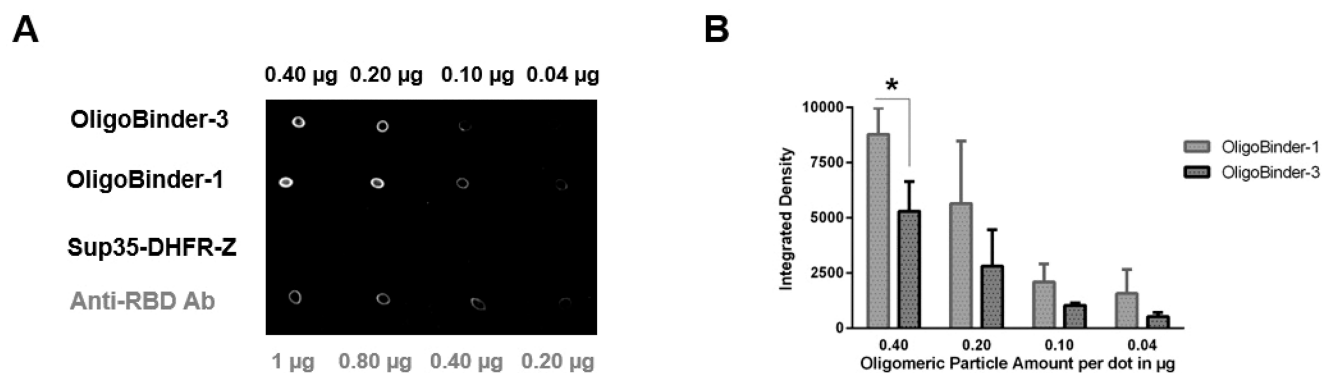 A
0.40 µg 0.20 µg 0.10 µg 0.04 µg
OligoBinder-3
OligoBinder-1
Sup35-DHFR-Z
Anti-RBD Ab
1 µg 0.80 µg 0.40 µg 0.20 µg
B
*
10000
7500
5000
2500
0
Integrated Density
0.40 0.20 0.10 0.04
Oligomeric Particle Amount per dot in µg
OligoBinder-1
OligoBinder-3